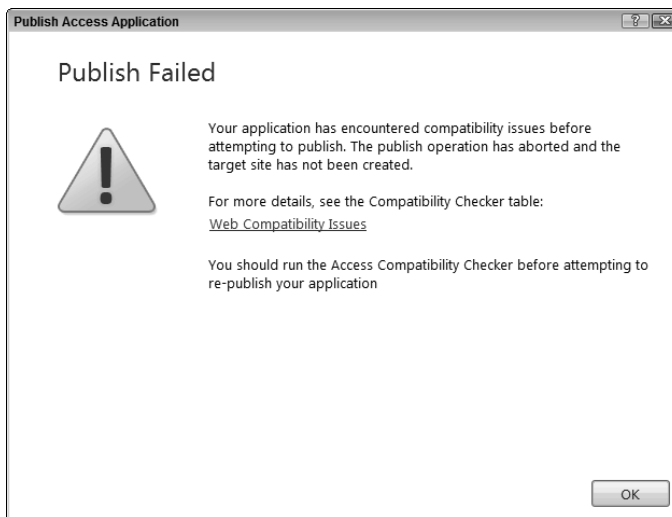 Publish Access Application
Publish Failed
Your application has encountered compatibility issues before
attempting to publish. The publish operation has aborted and the
target site has not been created.
For more details, see the Compatibility Checker table:
Web Compatibility Issues
You should run the Access Compatibility Checker before attempting to
re-publish your application
OK